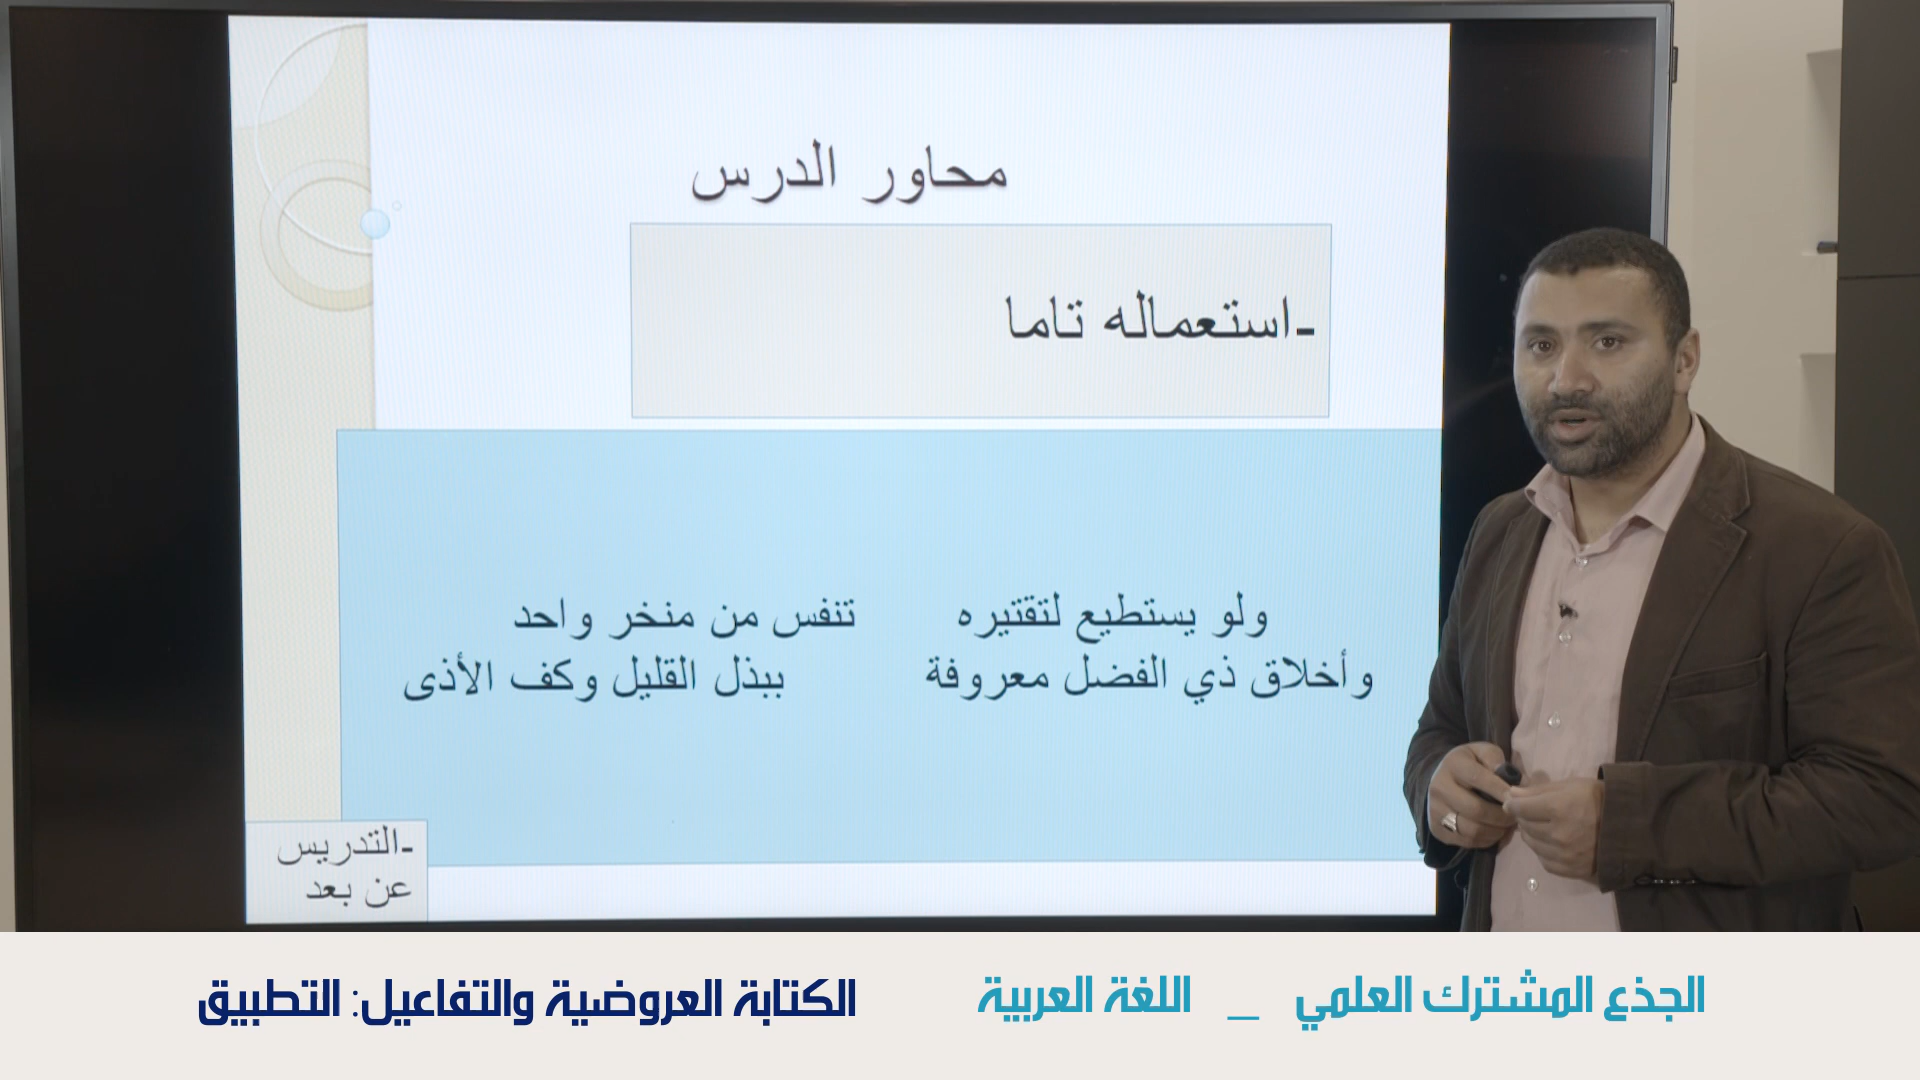 محاور الدرس
-استعماله تاما
ولو يستطيع لتقتيره تنفس من منخر واحد
وأخلاق ذي الفضل معروفة ببذل القليل وكف الأذى
-التدريس
عن بعد
الجذع المشترك العلمي _ اللغة العربية
الكتابة العروضية والتفاعيل: التطبيق